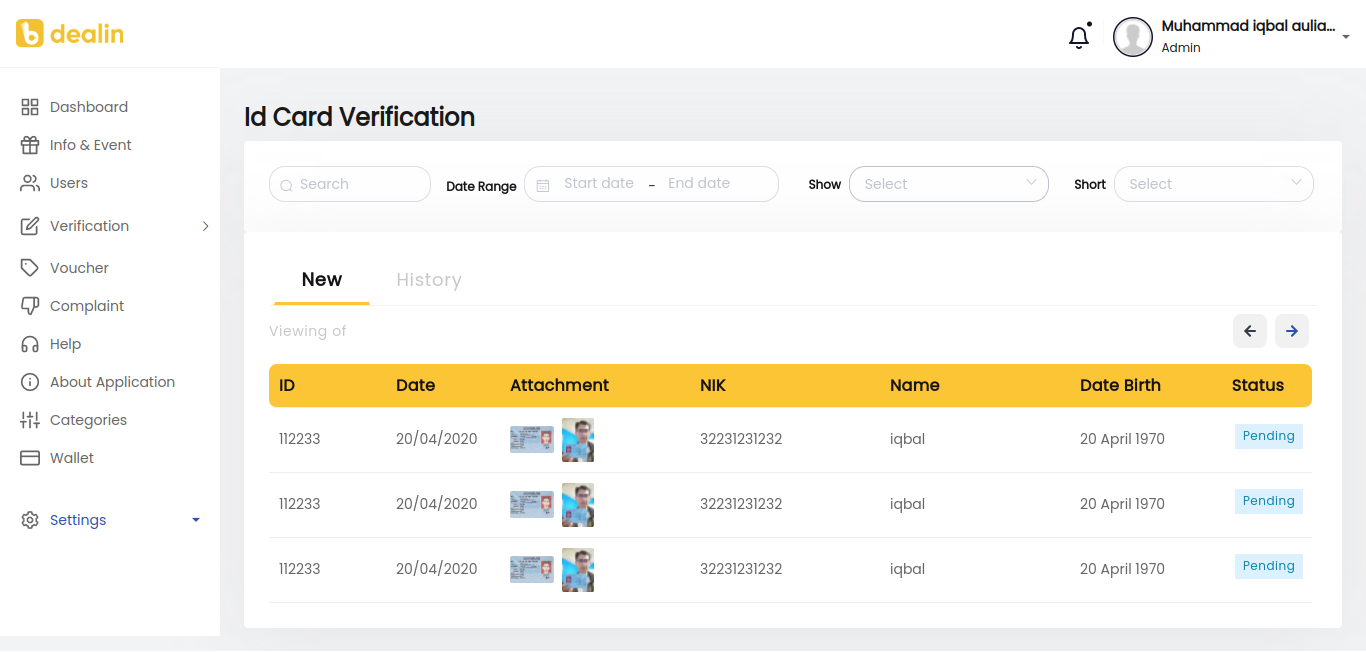 dealin
Muhammad iqbal aulia...
Admin
Dashboard
Info & Event
Users
Verification
Voucher
Complaint
Help
About Application
Categories
Wallet
Settings
Id Card Verification
Search
Date Range
Start date - End date
Show
Select
Short
Select
New History
Viewing of
ID Date Attachment NIK Name Date Birth Status
112233 20/04/2020 32231231232 iqbal 20 April 1970 Pending
112233 20/04/2020 32231231232 iqbal 20 April 1970 Pending
112233 20/04/2020 32231231232 iqbal 20 April 1970 Pending